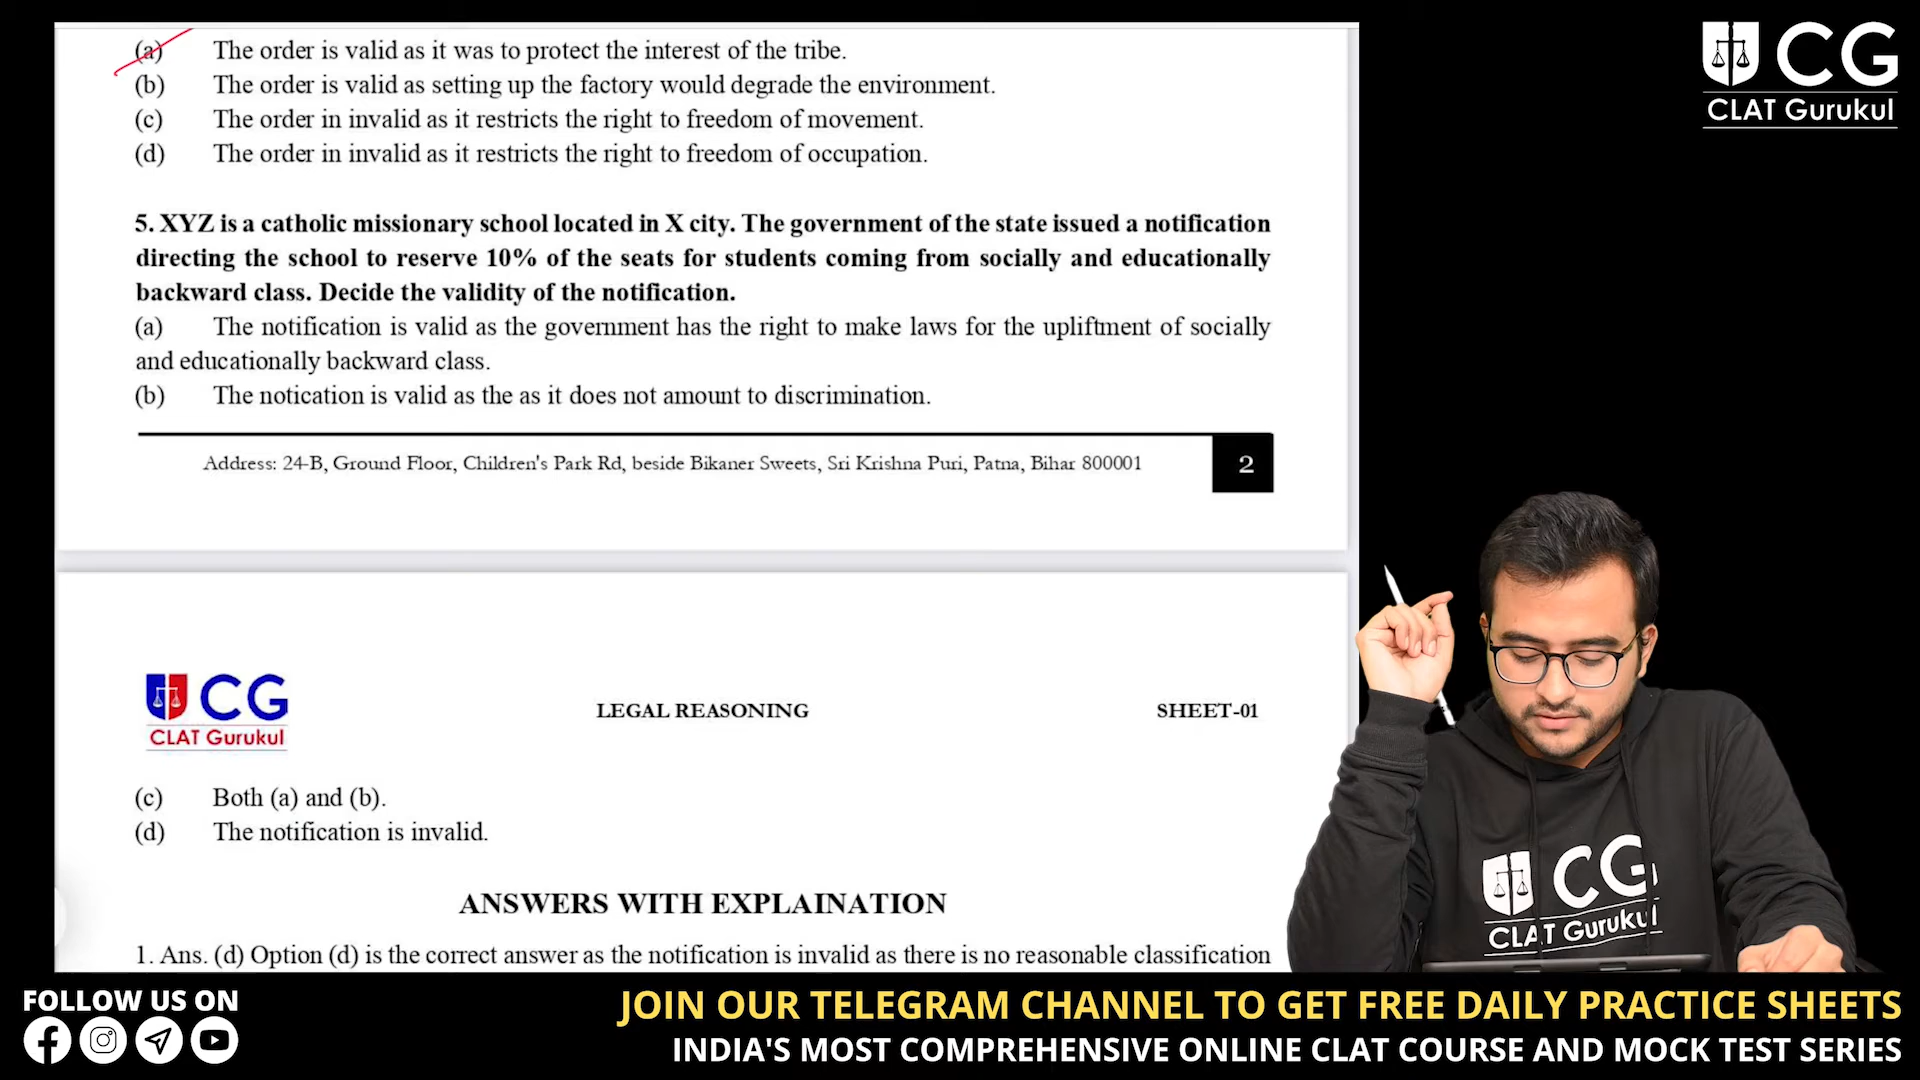 (a) The order is valid as it was to protect the interest of the tribe.
(b) The order is valid as setting up the factory would degrade the environment.
(c) The order in invalid as it restricts the right to freedom of movement.
(d) The order in invalid as it restricts the right to freedom of occupation.
5. XYZ is a catholic missionary school located in X city. The government of the state issued a notification
directing the school to reserve 10% of the seats for students coming from socially and educationally
backward class. Decide the validity of the notification.
(a) The notification is valid as the government has the right to make laws for the upliftment of socially
and educationally backward class.
(b) The notication is valid as the as it does not amount to discrimination.
Address: 24-B, Ground Floor, Children's Park Rd, beside Bikaner Sweets, Sri Krishna Puri, Patna, Bihar 800001
2
CG
CLAT Gurukul
LEGAL REASONING
SHEET-01
(c) Both (a) and (b).
(d) The notification is invalid.
ANSWERS WITH EXPLAINATION
1. Ans. (d) Option (d) is the correct answer as the notification is invalid as there is no reasonable classification
CG
CLAT Gurukul
CG
CLAT Gurukul
FOLLOW US ON
JOIN OUR TELEGRAM CHANNEL TO GET FREE DAILY PRACTICE SHEETS
INDIA'S MOST COMPREHENSIVE ONLINE CLAT COURSE AND MOCK TEST SERIES